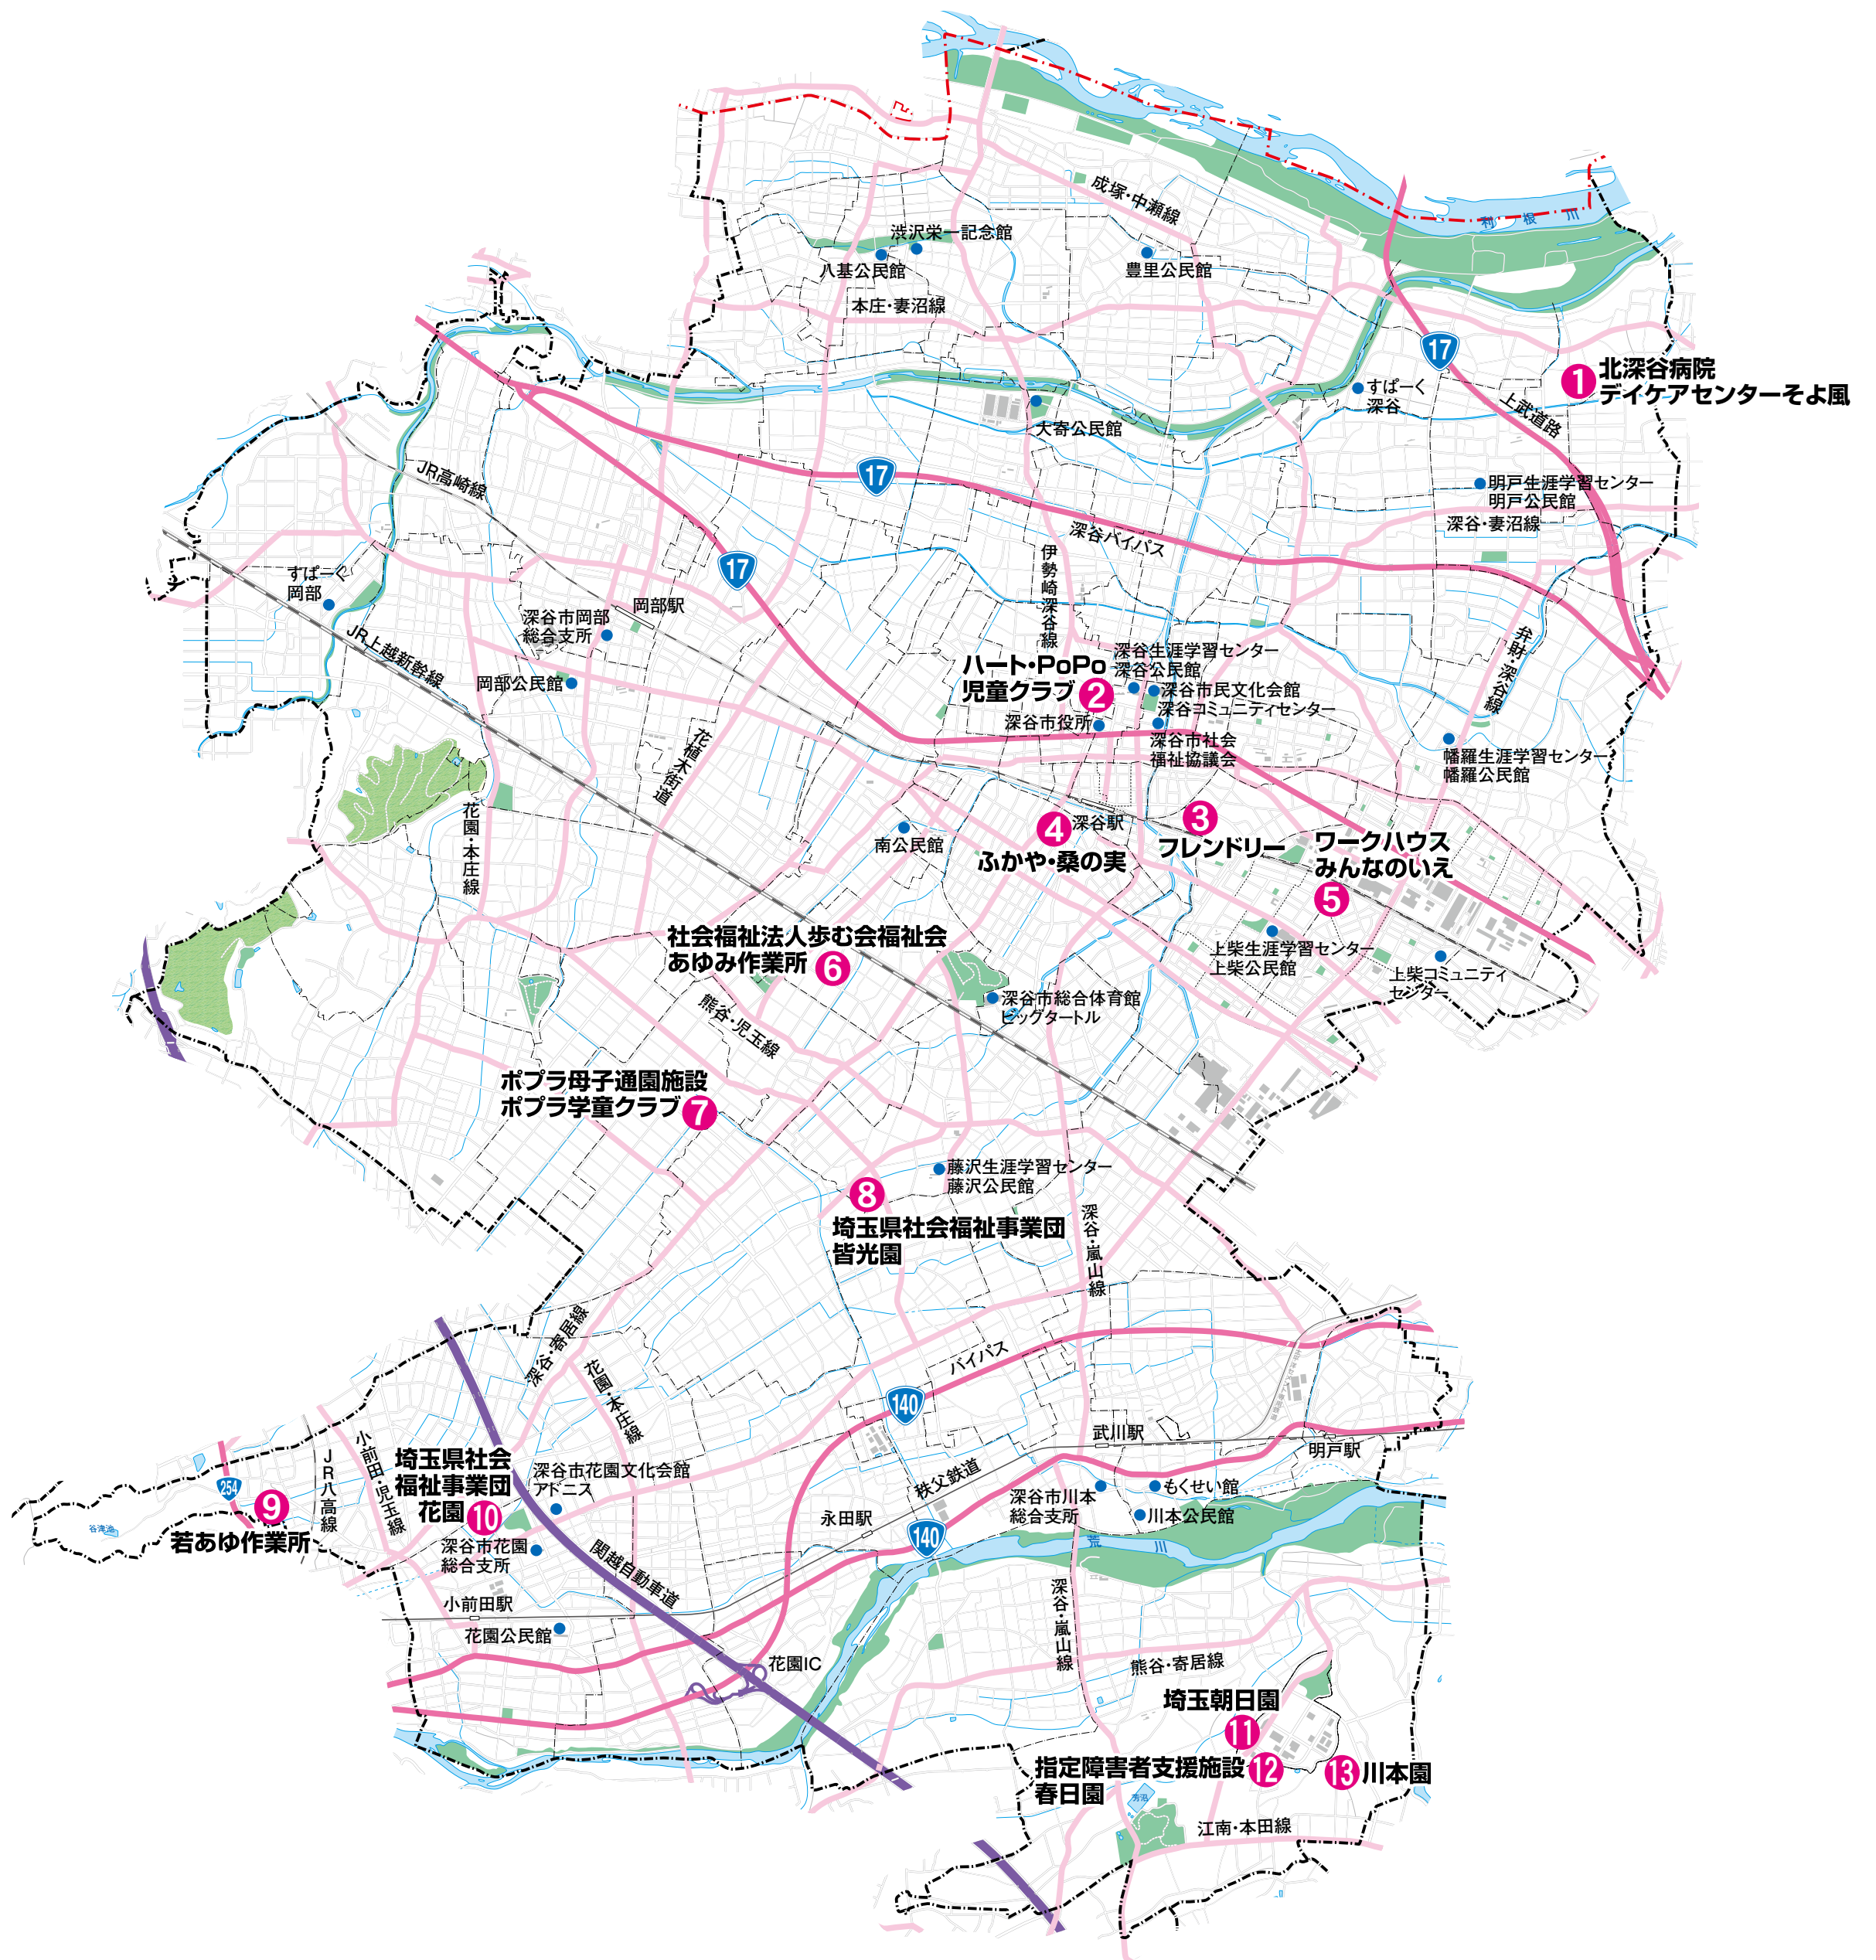 成塚・中瀬線
利根川
渋沢栄一記念館
八基公民館
豊里公民館
本庄・妻沼線
17
1
北深谷病院
デイケアセンターそよ風
すぱーく
深谷
上武道路
大寄公民館
JR高崎線
17
明戸生涯学習センター
明戸公民館
深谷・妻沼線
深谷バイパス
伊勢崎深谷線
17
すぱーく
岡部
深谷市岡部
総合支所
岡部駅
JR上越新幹線
弁財・深谷線
岡部公民館
ハート・PoPo
児童クラブ
2
深谷生涯学習センター
深谷公民館
深谷市民文化会館
深谷コミュニティセンター
深谷市役所
深谷市社会
福祉協議会
幡羅生涯学習センター
幡羅公民館
花植木街道
花園・本庄線
南公民館
4
深谷駅
ふかや・桑の実
3
フレンドリー
ワークハウス
みんなのいえ
5
社会福祉法人歩む会福祉会
あゆみ作業所
6
上柴生涯学習センター
上柴公民館
上柴コミュニティ
センター
深谷市総合体育館
ビッグタートル
熊谷・児玉線
ポプラ母子通園施設
ポプラ学童クラブ
7
藤沢生涯学習センター
藤沢公民館
8
埼玉県社会福祉事業団
皆光園
深谷・嵐山線
深谷・寄居線
花園・本庄線
バイパス
140
武川駅
明戸駅
秩父鉄道
小前田・児玉線
JR八高線
254
9
若あゆ作業所
谷津池
埼玉県社会
福祉事業団
花園
10
深谷市花園文化会館
アドニス
深谷市花園
総合支所
永田駅
140
深谷市川本
総合支所
もくせい館
川本公民館
荒川
関越自動車道
小前田駅
花園公民館
花園IC
深谷・嵐山線
熊谷・寄居線
埼玉朝日園
11
指定障害者支援施設
春日園
12
13
川本園
江南・本田線